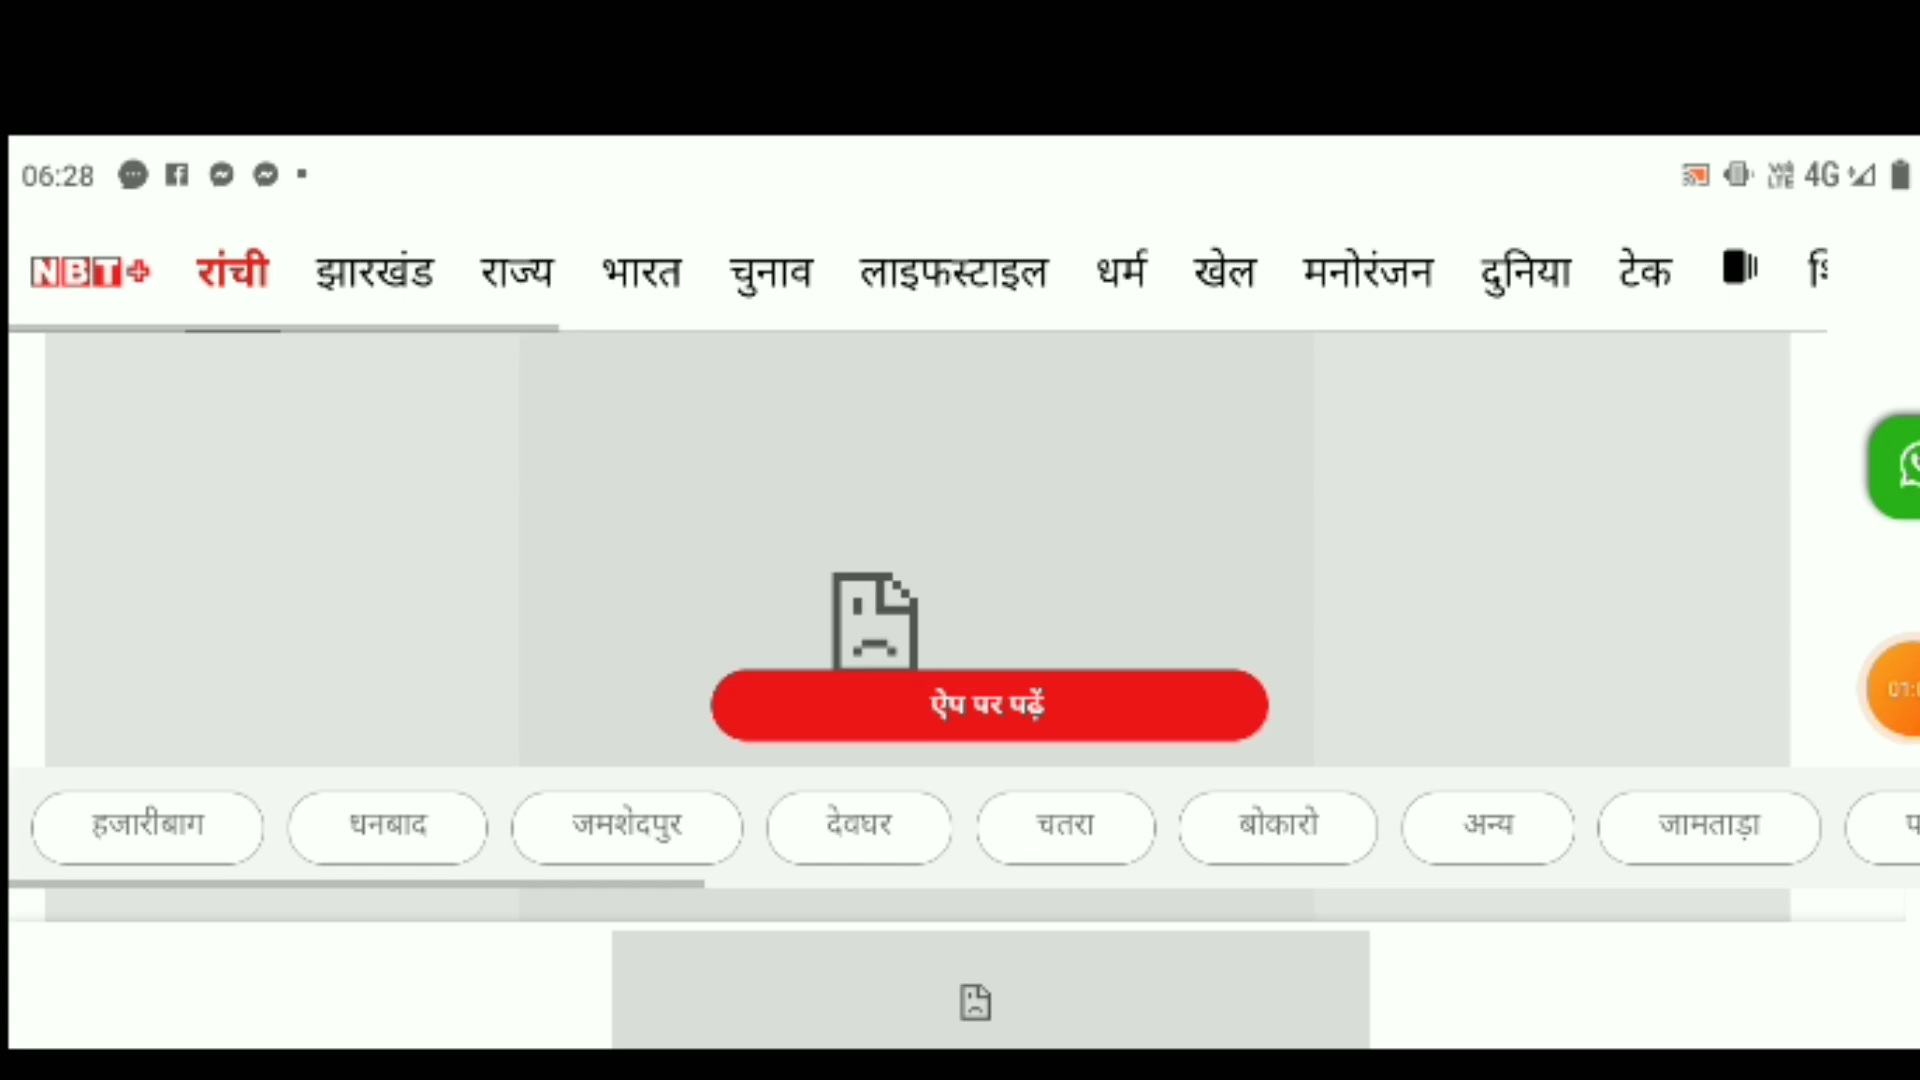 06:28 4G
NBT+ रांची झारखंड राज्य भारत चुनाव लाइफस्टाइल धर्म खेल मनोरंजन दुनिया टेक
ऐप पर पढ़ें
हजारीबाग धनबाद जमशेदपुर देवघर चतरा बोकारो अन्य जामताड़ा